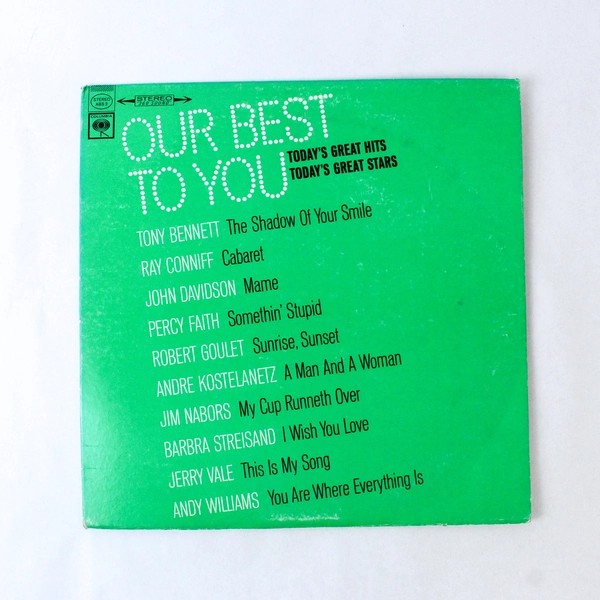 STEREO
OUR BEST
TO YOU
TODAY'S GREAT HITS
TODAY'S GREAT STARS
COLUMBIA
TONY BENNETT The Shadow Of Your Smile
RAY CONNIFF Cabaret
JOHN DAVIDSON Mame
PERCY FAITH Somethin' Stupid
ROBERT GOULET Sunrise, Sunset
ANDRE KOSTELANETZ A Man And A Woman
JIM NABORS My Cup Runneth Over
BARBRA STREISAND I Wish You Love
JERRY VALE This Is My Song
ANDY WILLIAMS You Are Where Everything Is